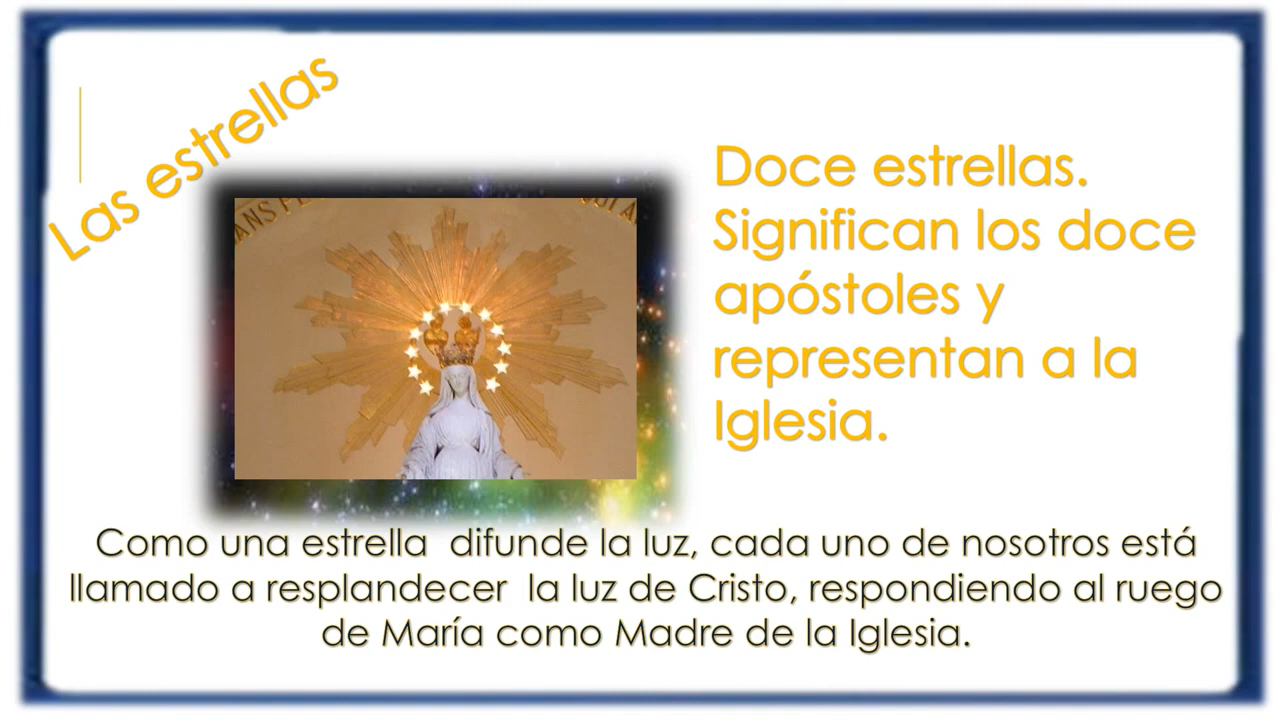 Las estrellas
Doce estrellas.
Significan los doce
apóstoles y
representan a la
Iglesia.
Como una estrella  difunde la luz, cada uno de nosotros está
llamado a resplandecer  la luz de Cristo, respondiendo al ruego
de María como Madre de la Iglesia.